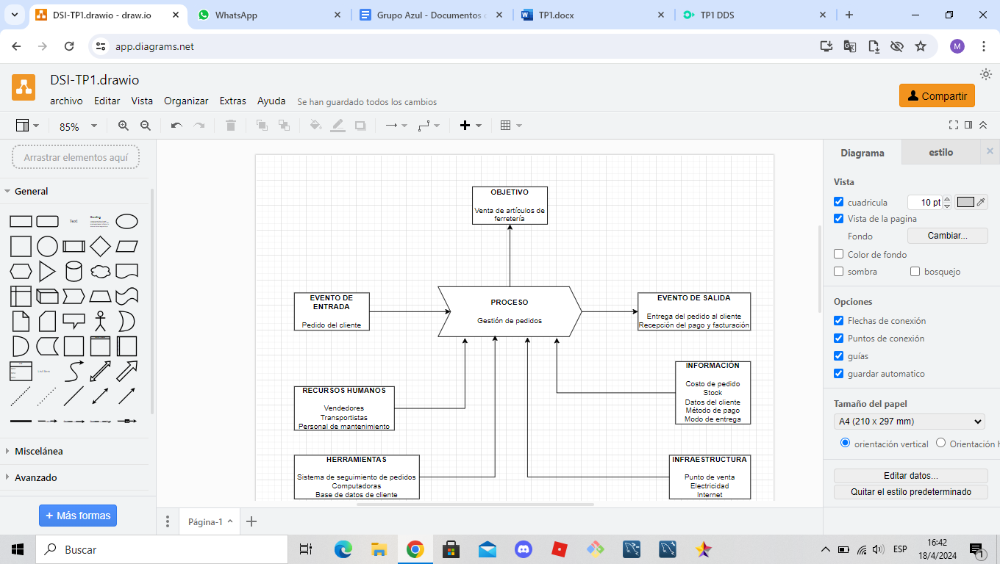 DSI-TP1.drawio - draw.io
WhatsApp
Grupo Azul - Documentos
TP1.docx
TP1 DDS
app.diagrams.net
M
DSI-TP1.drawio
archivo Editar Vista Organizar Extras Ayuda Se han guardado todos los cambios
Compartir
85%
Arrastrar elementos aquí
General
Text
Heading
List Item
Miscelánea
Avanzado
+ Más formas
OBJETIVO
Venta de artículos de
ferretería
EVENTO DE
ENTRADA
Pedido del cliente
PROCESO
Gestión de pedidos
EVENTO DE SALIDA
Entrega del pedido al cliente
Recepción del pago y facturación
RECURSOS HUMANOS
Vendedores
Transportistas
Personal de mantenimiento
INFORMACIÓN
Costo de pedido
Stock
Datos del cliente
Método de pago
Modo de entrega
HERRAMIENTAS
Sistema de seguimiento de pedidos
Computadoras
Base de datos de cliente
INFRAESTRUCTURA
Punto de venta
Electricidad
Internet
Página-1
Diagrama estilo
Vista
cuadricula 10 pt
Vista de la pagina
Fondo Cambiar...
Color de fondo
sombra bosquejo
Opciones
Flechas de conexión
Puntos de conexión
guías
guardar automatico
Tamaño del papel
A4 (210 x 297 mm)
orientación vertical Orientación h
Editar datos...
Quitar el estilo predeterminado
Buscar
ESP
16:42
18/4/2024
1